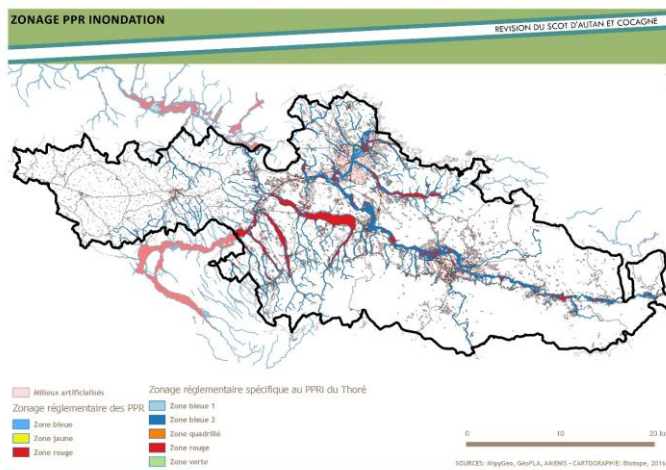 ZONAGE PPR INONDATION
REVISION DU SCOT D'AUTAN ET COCAGNE
Milieux artificialisés
Zonage réglementaire des PPR
Zone bleue
Zone jaune
Zone rouge
Zonage réglementaire spécifique au PPRi du Thoré
Zone bleue 1
Zone bleue 2
Zone quadrillé
Zone rouge
Zone verte
0 10 20 km
SOURCES: MipyGeo, GéoFLA, AMENIS - CARTOGRAPHIE: Biotope, 2016